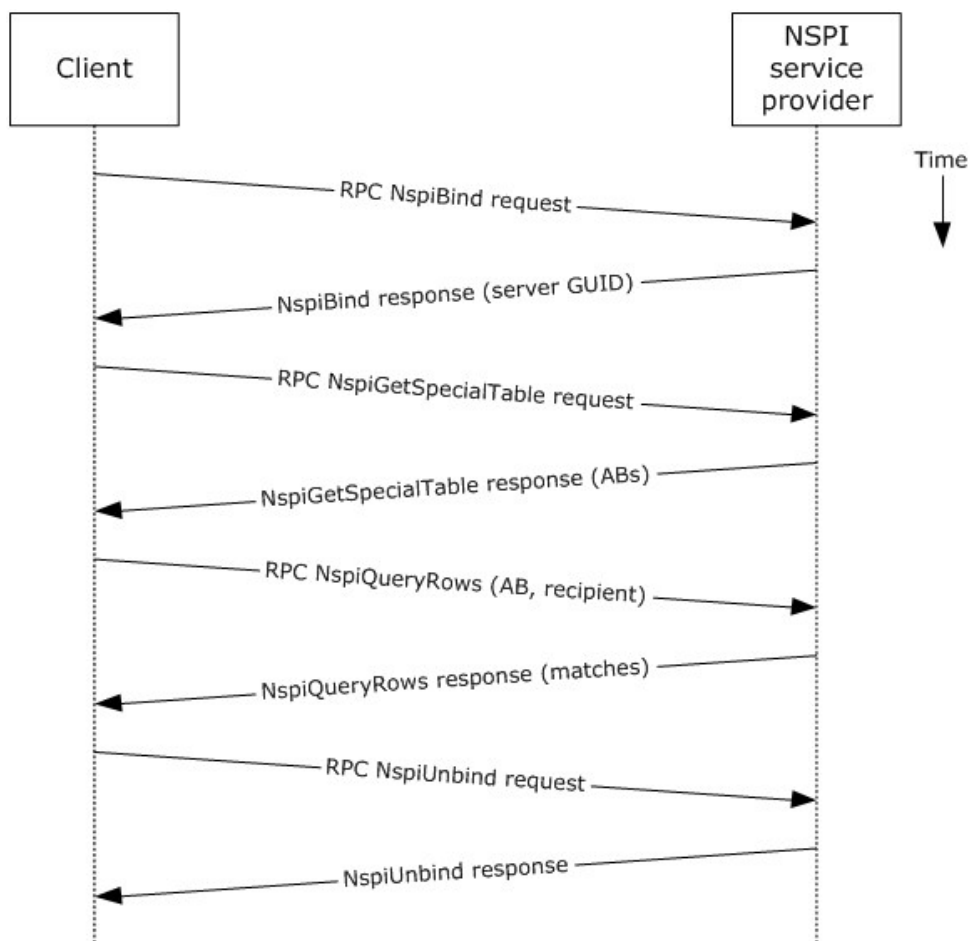 Client
NSPI
service
provider
Time
RPC NspiBind request
NspiBind response (server GUID)
RPC NspiGetSpecialTable request
NspiGetSpecialTable response (ABs)
RPC NspiQueryRows (AB, recipient)
NspiQueryRows response (matches)
RPC NspiUnbind request
NspiUnbind response